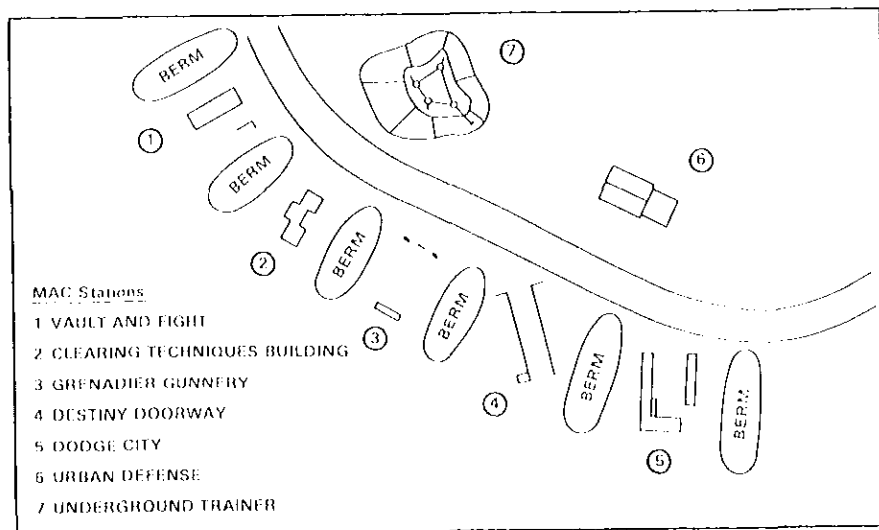 BERM
7
1
BERM
6
2
BERM
MAC Stations
1 VAULT AND FIGHT
2 CLEARING TECHNIQUES BUILDING
3 GRENADIER GUNNERY
4 DESTINY DOORWAY
5 DODGE CITY
6 URBAN DEFENSE
7 UNDERGROUND TRAINER
3
BERM
4
BERM
5
BERM